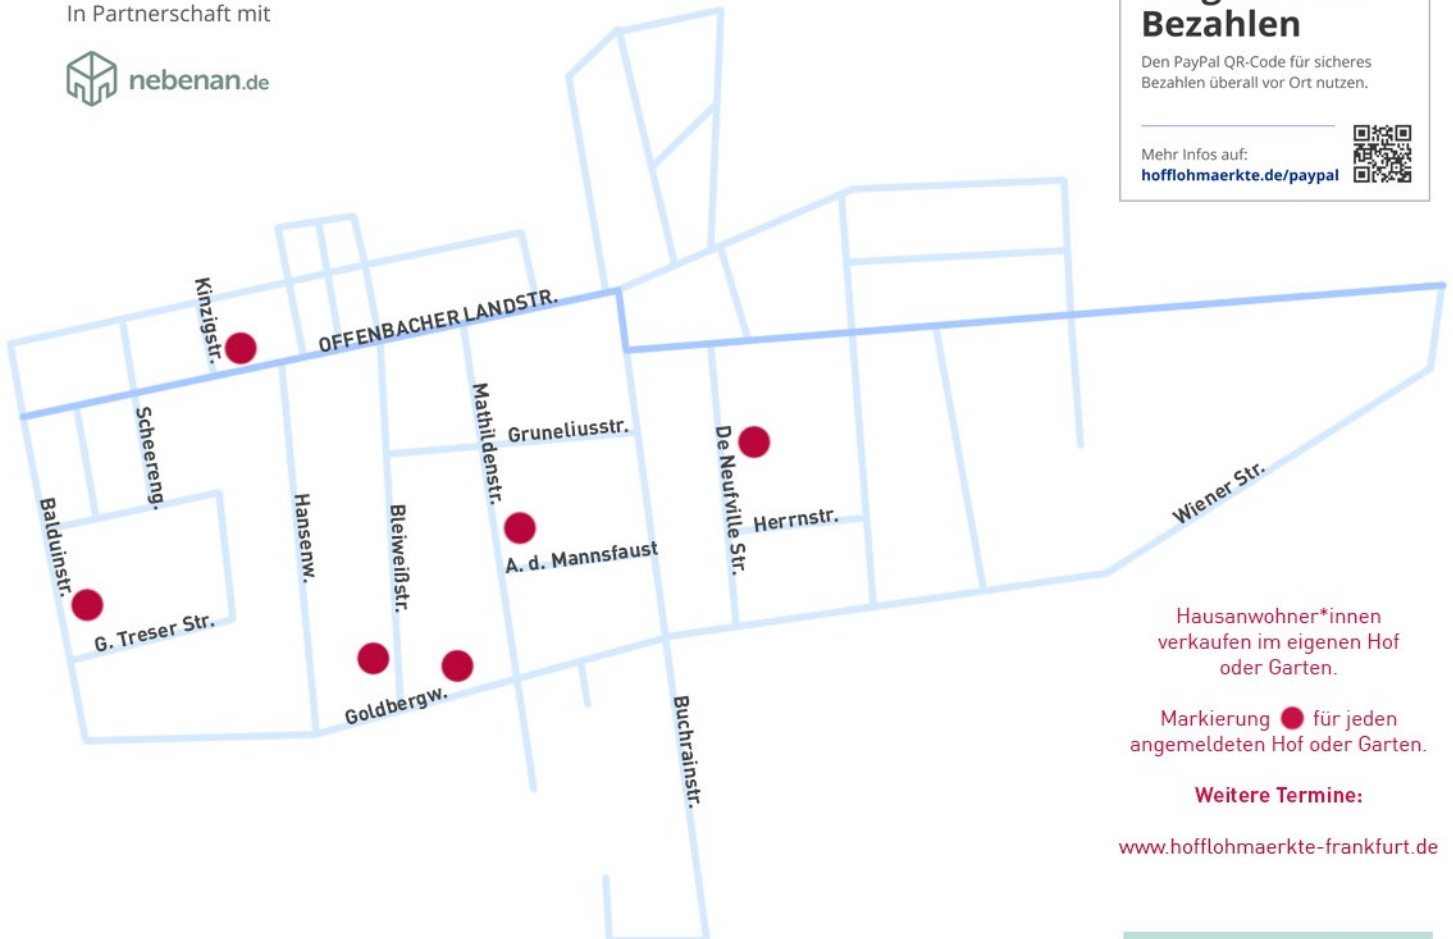 In Partnerschaft mit
nebenan.de
Bezahlen
Den PayPal QR-Code für sicheres
Bezahlen überall vor Ort nutzen.
Mehr Infos auf:
hofflohmaerkte.de/paypal
Kinzigstr.
OFFENBACHER LANDSTR.
Scheereng.
Mathildenstr.
Gruneliusstr.
De Neufville Str.
Balduinstr.
Hansenw.
Bleiweißstr.
A. d. Mannsfaust
Herrnstr.
Wiener Str.
G. Treser Str.
Goldbergw.
Buchrainstr.
Hausanwohner*innen
verkaufen im eigenen Hof
oder Garten.
Markierung für jeden
angemeldeten Hof oder Garten.
Weitere Termine:
www.hofflohmaerkte-frankfurt.de